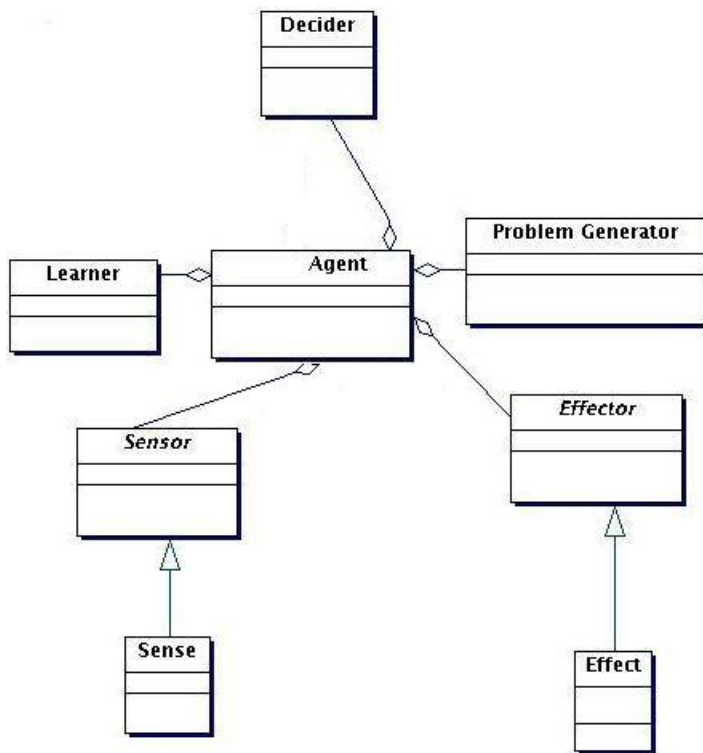 Decider
Problem Generator
Agent
Learner
Effector
Sensor
Sense
Effect